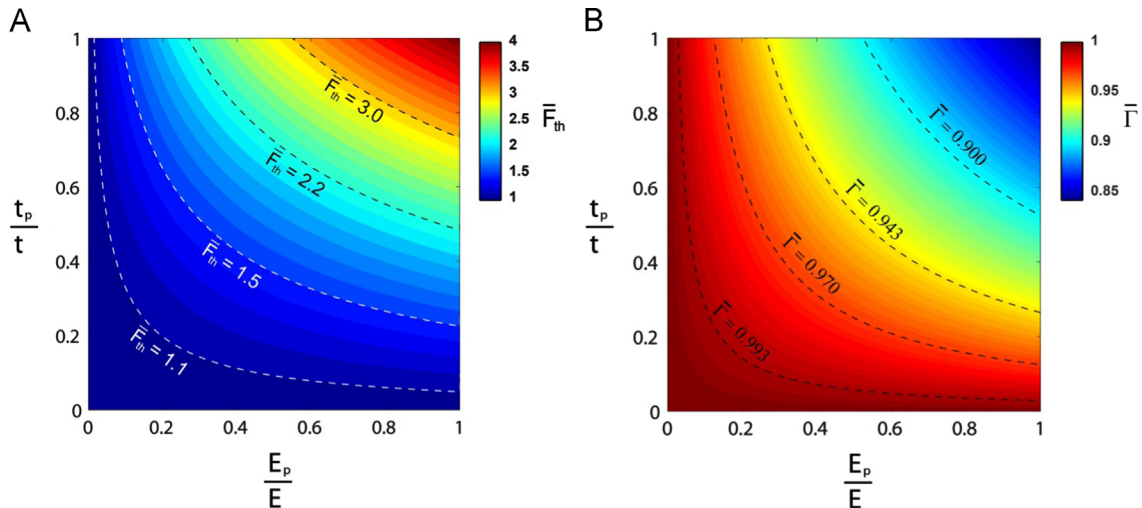 A
1
0.8
0.6
0.4
0.2
0
t_p
t
0
0.2
0.4
0.6
0.8
1
E_p
E
F̅_th = 3.0
F̅_th = 2.2
F̅_th = 1.5
F̅_th = 1.1
4
3.5
3
2.5
2
1.5
1
F̅_th
B
1
0.8
0.6
0.4
0.2
0
t_p
t
0
0.2
0.4
0.6
0.8
1
E_p
E
Γ̅ = 0.900
Γ̅ = 0.943
Γ̅ = 0.970
Γ̅ = 0.993
1
0.95
0.9
0.85
Γ̅